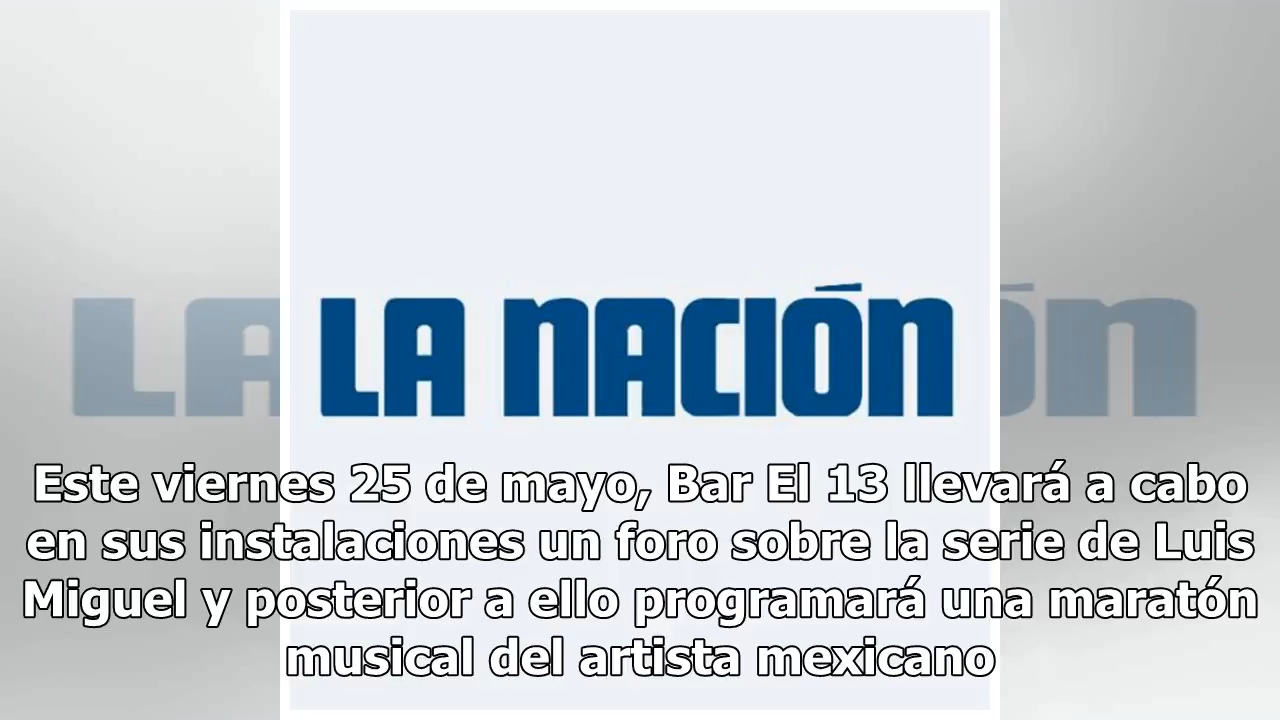 LA NACIÓN
Este viernes 25 de mayo, Bar El 13 llevará a cabo
en sus instalaciones un foro sobre la serie de Luis
Miguel y posterior a ello programará una maratón
musical del artista mexicano